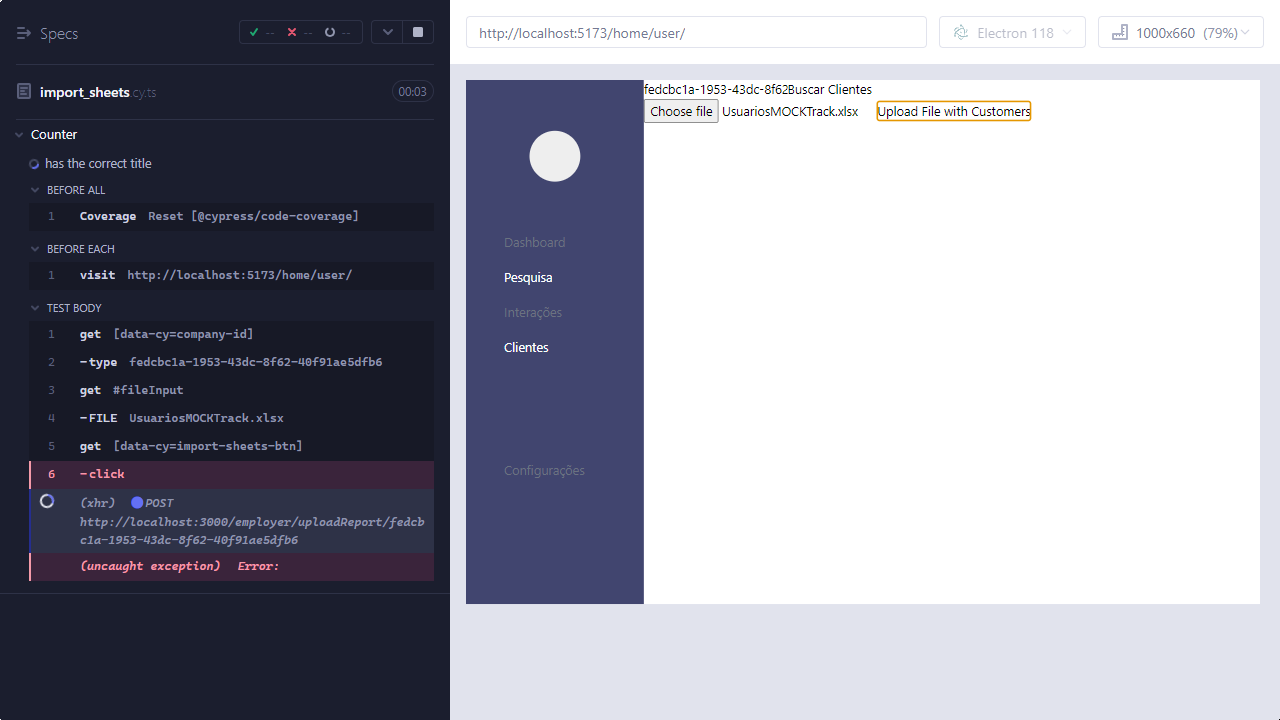 Specs
-- -- --
import_sheets.cy.ts
00:03
Counter
has the correct title
BEFORE ALL
1 Coverage Reset [@cypress/code-coverage]
BEFORE EACH
1 visit http://localhost:5173/home/user/
TEST BODY
1 get [data-cy=company-id]
2 -type fedcbc1a-1953-43dc-8f62-40f91ae5dfb6
3 get #fileInput
4 -FILE UsuariosMOCKTrack.xlsx
5 get [data-cy=import-sheets-btn]
6 -click
(xhr) POST
http://localhost:3000/employer/uploadReport/fedcb
c1a-1953-43dc-8f62-40f91ae5dfb6
(uncaught exception) Error:
http://localhost:5173/home/user/
Electron 118
1000x660 (79%)
Dashboard
Pesquisa
Interações
Clientes
Configurações
fedcbc1a-1953-43dc-8f62Buscar Clientes
Choose file UsuariosMOCKTrack.xlsx Upload File with Customers